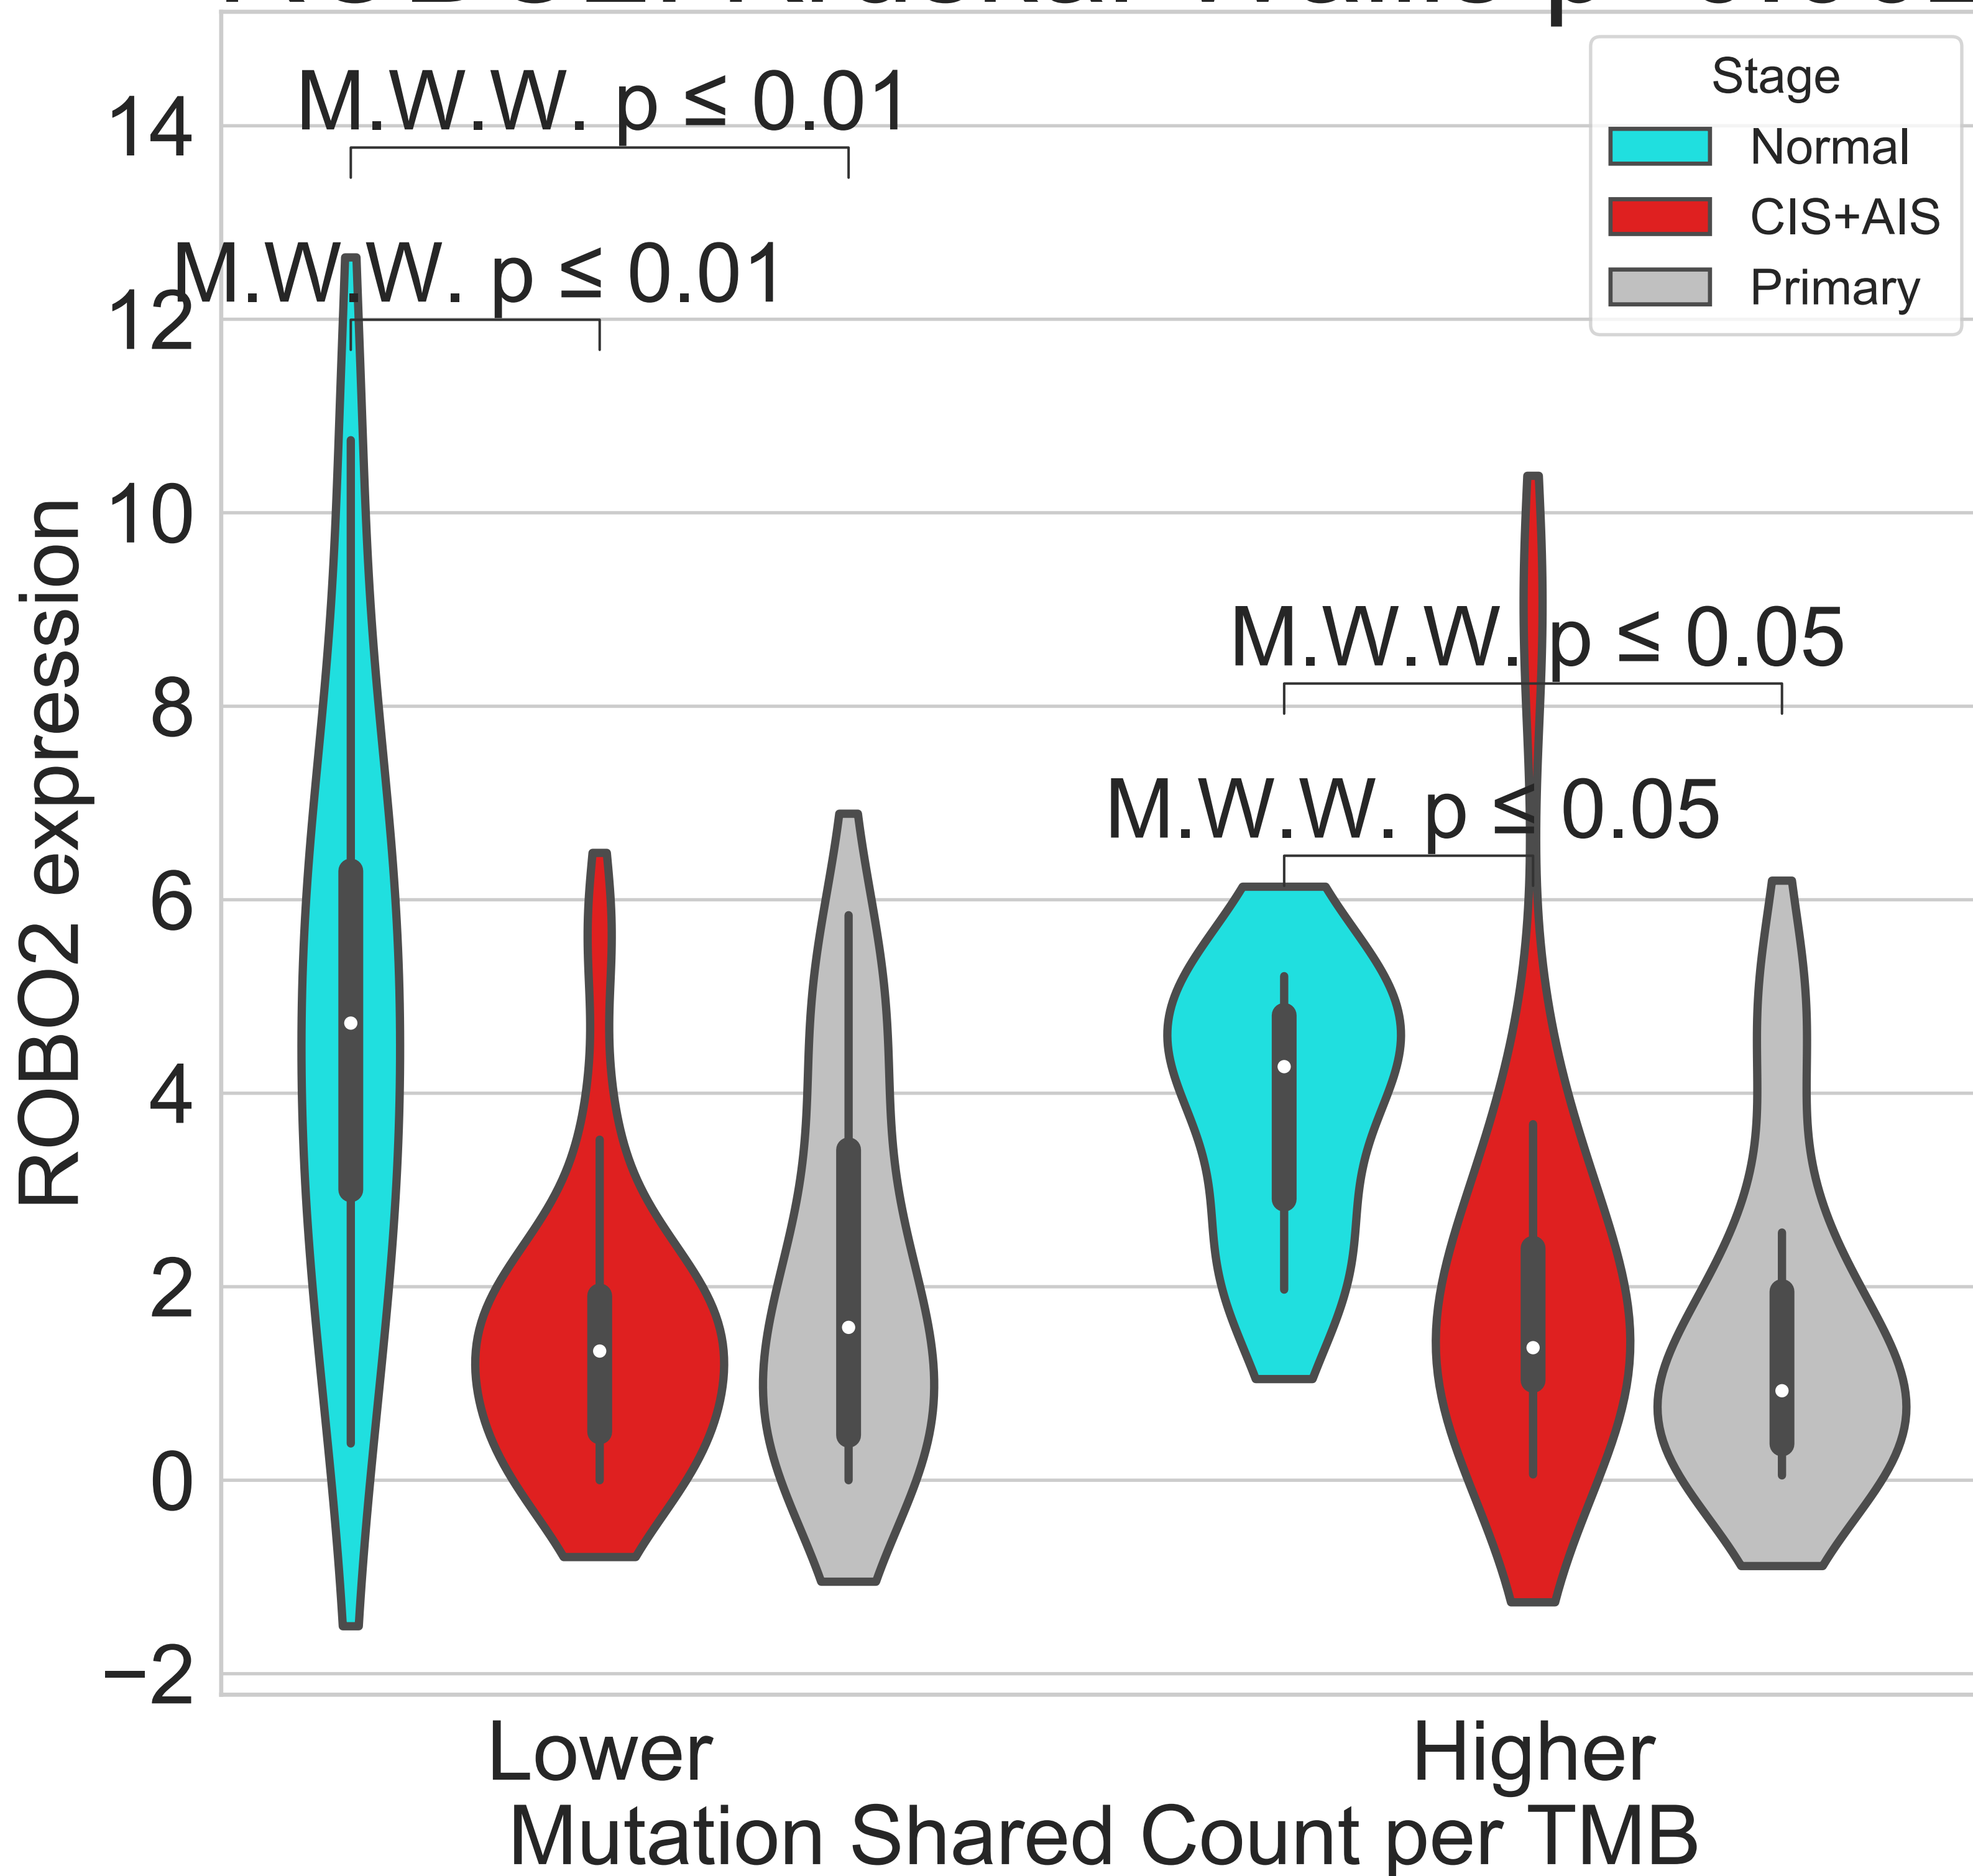 M.W.W. p ≤ 0.01
M.W.W. p ≤ 0.01
M.W.W. p ≤ 0.05
M.W.W. p ≤ 0.05
Stage
Normal
CIS+AIS
Primary
14
12
10
8
6
4
2
0
−2
ROBO2 expression
Lower
Higher
Mutation Shared Count per TMB